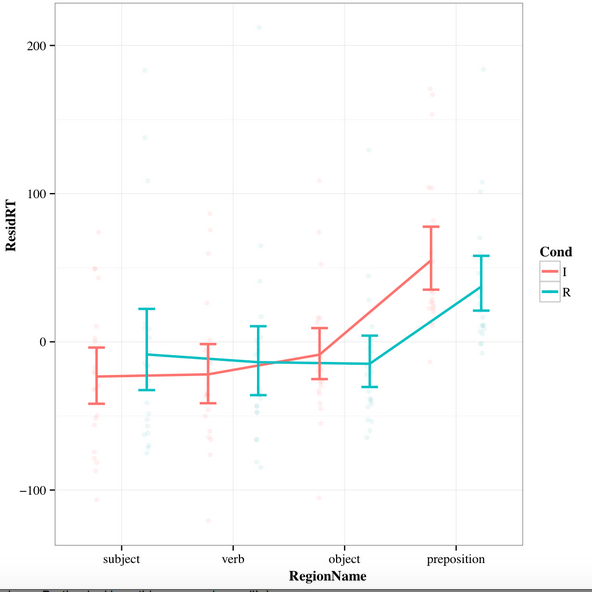 200
100
0
−100
ResidRT
subject verb object preposition
RegionName
Cond
I
R